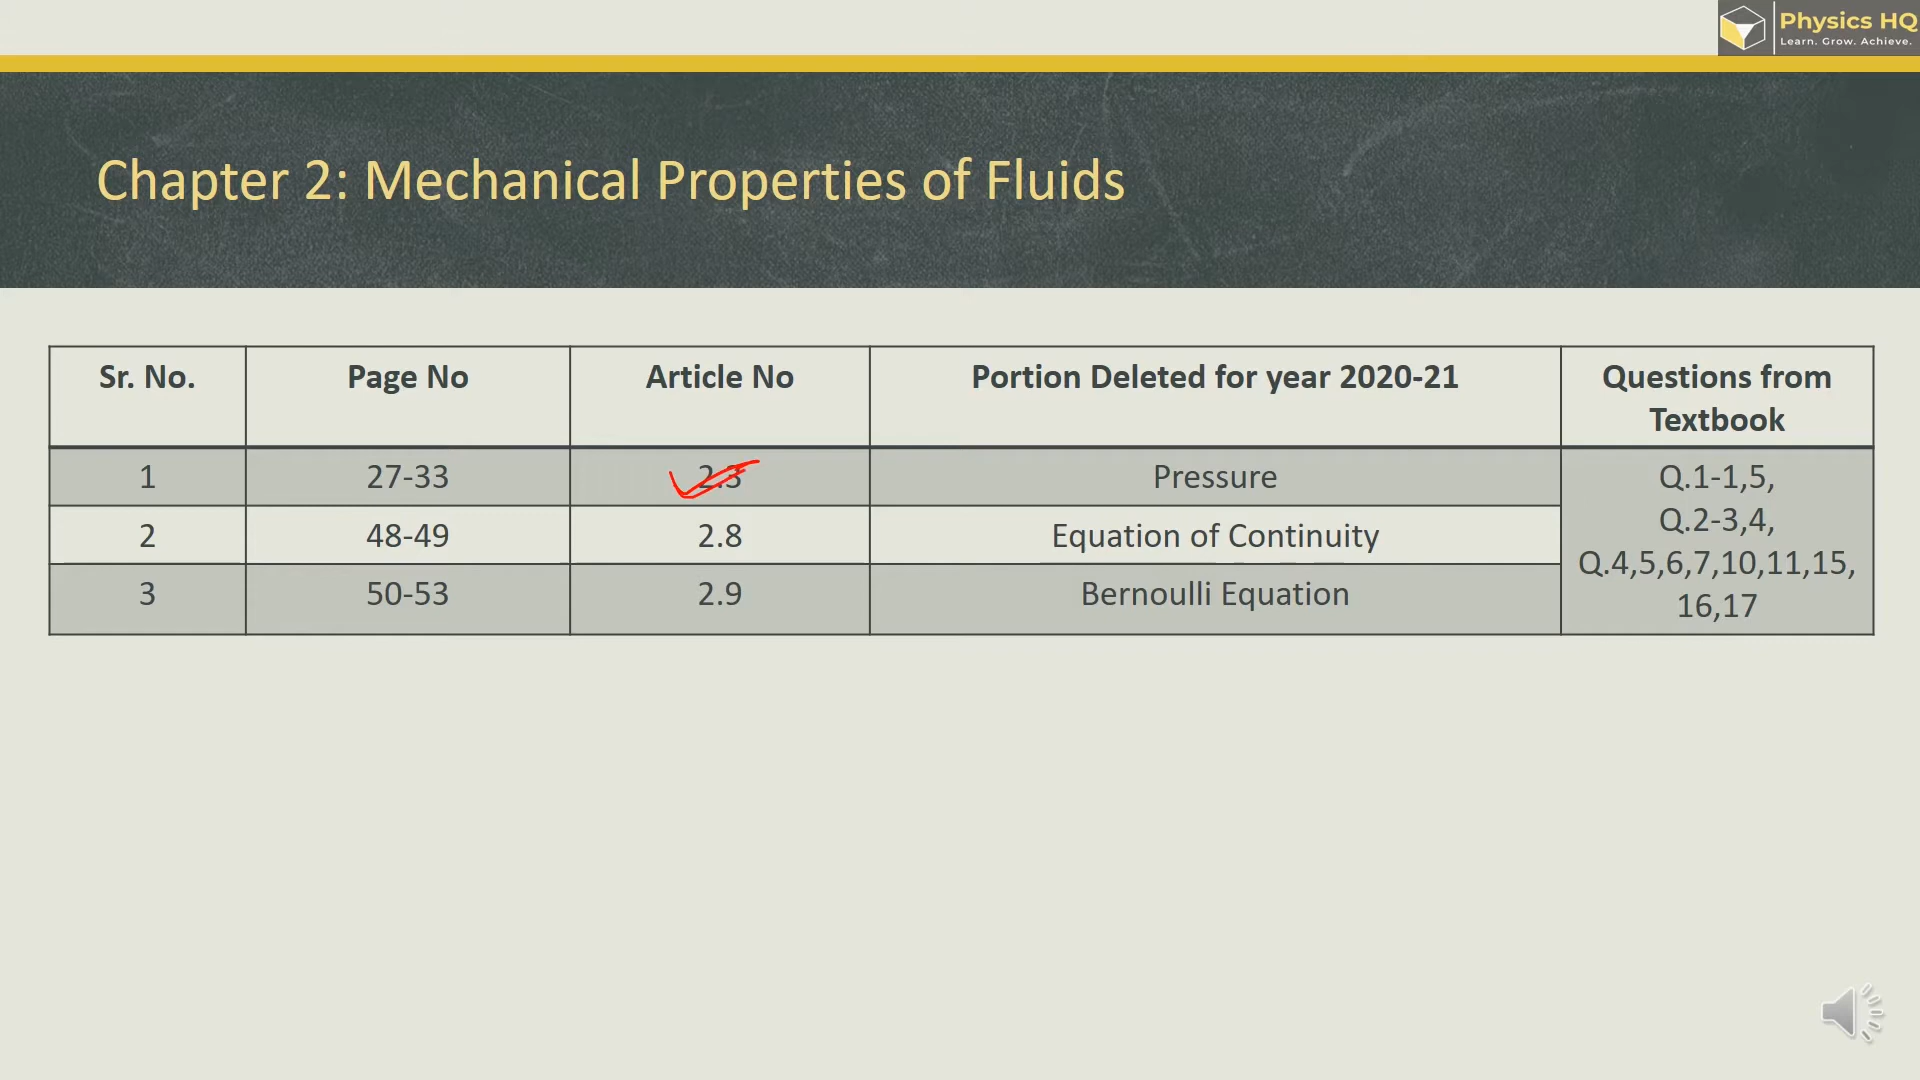 Physics HQ
Learn. Grow. Achieve.
Chapter 2: Mechanical Properties of Fluids
Sr. No. Page No Article No Portion Deleted for year 2020-21 Questions from Textbook
1 27-33 2.3 Pressure
2 48-49 2.8 Equation of Continuity
3 50-53 2.9 Bernoulli Equation
Q.1-1,5,
Q.2-3,4,
Q.4,5,6,7,10,11,15,
16,17